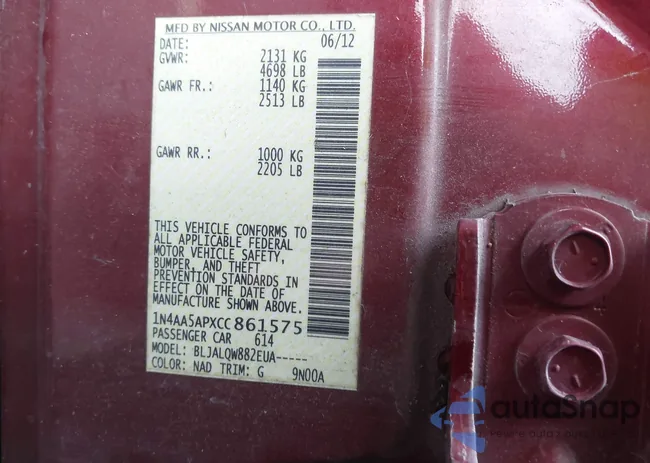 MFD BY NISSAN MOTOR CO., LTD.
DATE: 06/12
GVWR: 2131 KG
4698 LB
GAWR FR.: 1140 KG
2513 LB
GAWR RR.: 1000 KG
2205 LB
THIS VEHICLE CONFORMS TO
ALL APPLICABLE FEDERAL
MOTOR VEHICLE SAFETY,
BUMPER, AND THEFT
PREVENTION STANDARDS IN
EFFECT ON THE DATE OF
MANUFACTURE SHOWN ABOVE.
1N4AA5APXCC861575
PASSENGER CAR 614
MODEL: BLJALQW882EUA-----
COLOR: NAD TRIM: G 9N00A
autoSnap